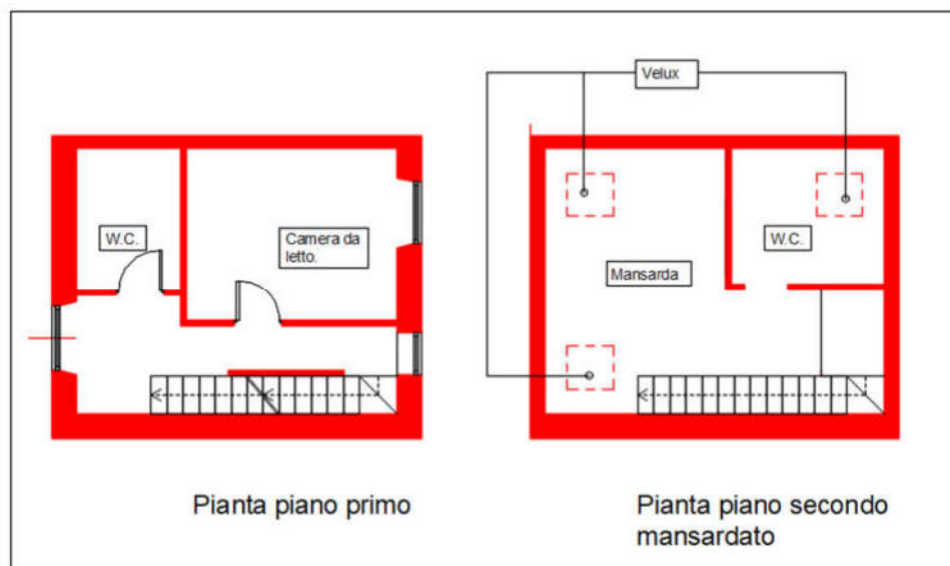 Velux
W.C.
Camera da
letto.
Mansarda
W.C.
Pianta piano primo
Pianta piano secondo
mansardato